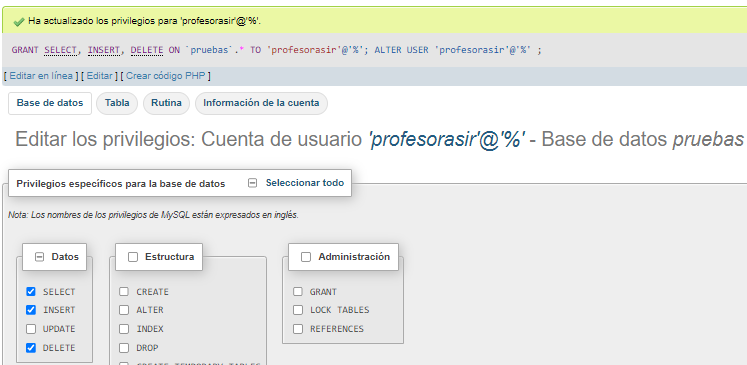 Ha actualizado los privilegios para 'profesorasir'@'%'.
GRANT SELECT, INSERT, DELETE ON `pruebas`.* TO 'profesorasir'@'%'; ALTER USER 'profesorasir'@'%' ;
[ Editar en línea ] [ Editar ] [ Crear código PHP ]
Base de datos Tabla Rutina Información de la cuenta
Editar los privilegios: Cuenta de usuario 'profesorasir'@'%' - Base de datos pruebas
Privilegios específicos para la base de datos Seleccionar todo
Nota: Los nombres de los privilegios de MySQL están expresados en inglés.
Datos Estructura Administración
SELECT CREATE GRANT
INSERT ALTER LOCK TABLES
UPDATE INDEX REFERENCES
DELETE DROP
CREATE TEMPORARY TABLES